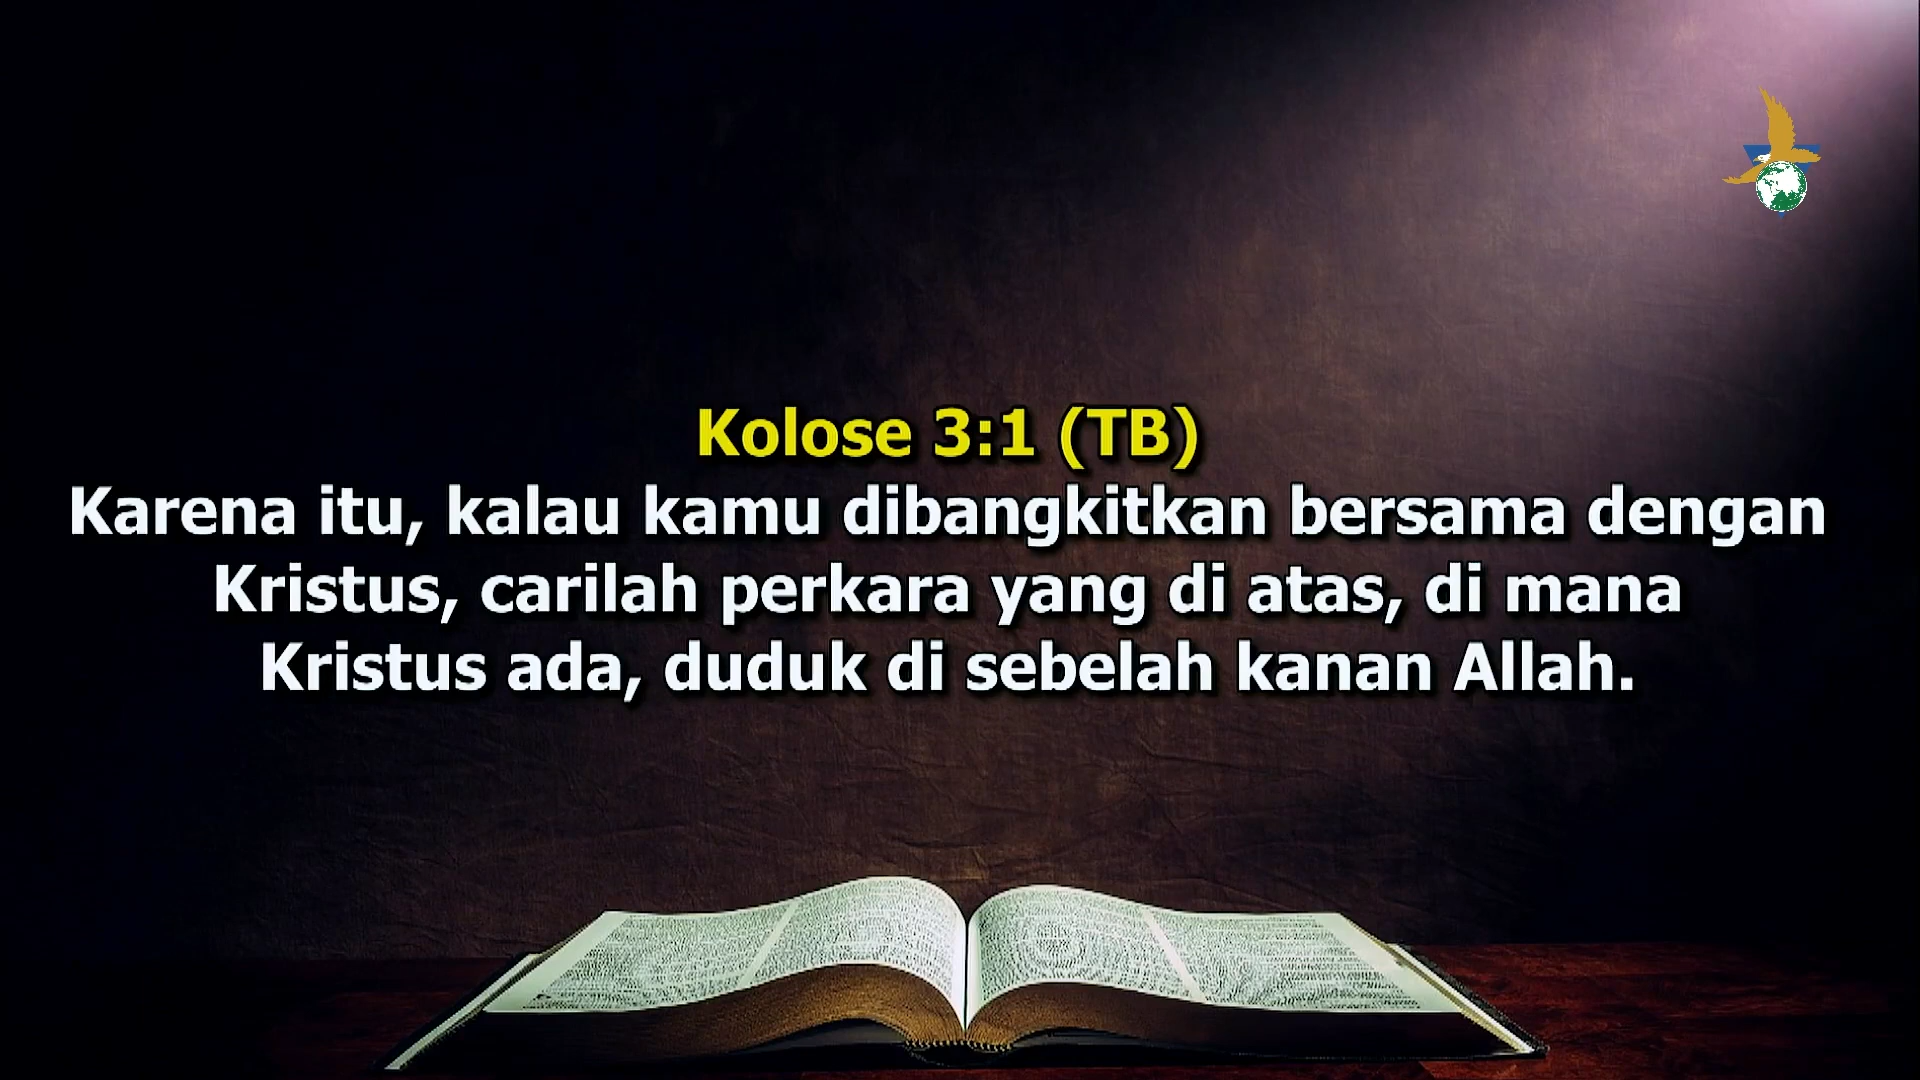 Kolose 3:1 (TB)
Karena itu, kalau kamu dibangkitkan bersama dengan
Kristus, carilah perkara yang di atas, di mana
Kristus ada, duduk di sebelah kanan Allah.